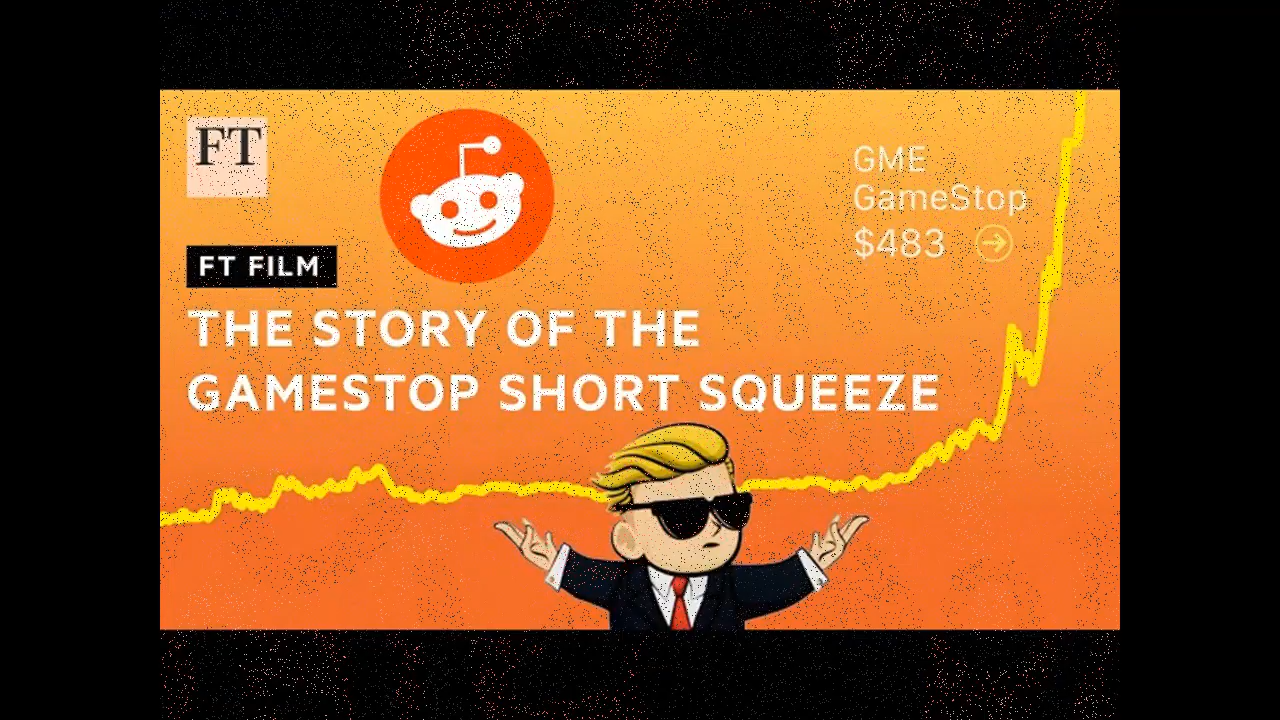 FT
FT FILM
THE STORY OF THE
GAMESTOP SHORT SQUEEZE
GME
GameStop
$483